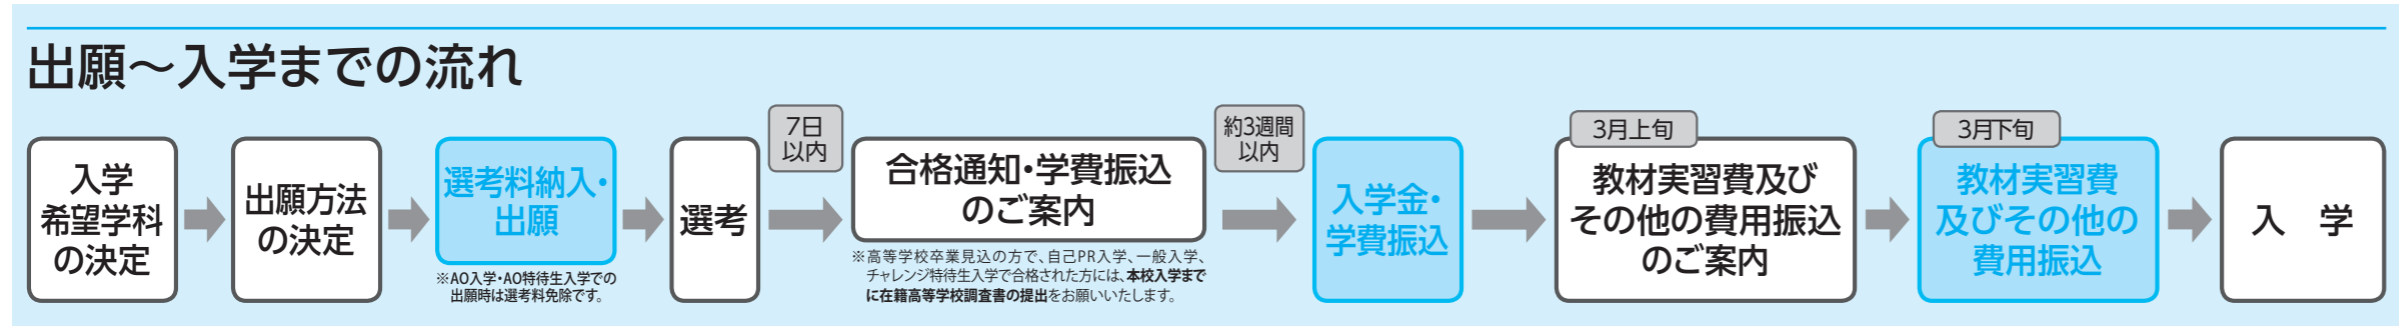 出願～入学までの流れ
入学
希望学科
の決定
出願方法
の決定
選考料納入・
出願
※AO入学・AO特待生入学での
出願時は選考料免除です。
選考
7日
以内
合格通知・学費振込
のご案内
※高等学校卒業見込の方で、自己PR入学、一般入学、
チャレンジ特待生入学で合格された方には、本校入学まで
に在籍高等学校調査書の提出をお願いいたします。
約3週間
以内
入学金・
学費振込
3月上旬
教材実習費及び
その他の費用振込
のご案内
3月下旬
教材実習費
及びその他の
費用振込
入　学